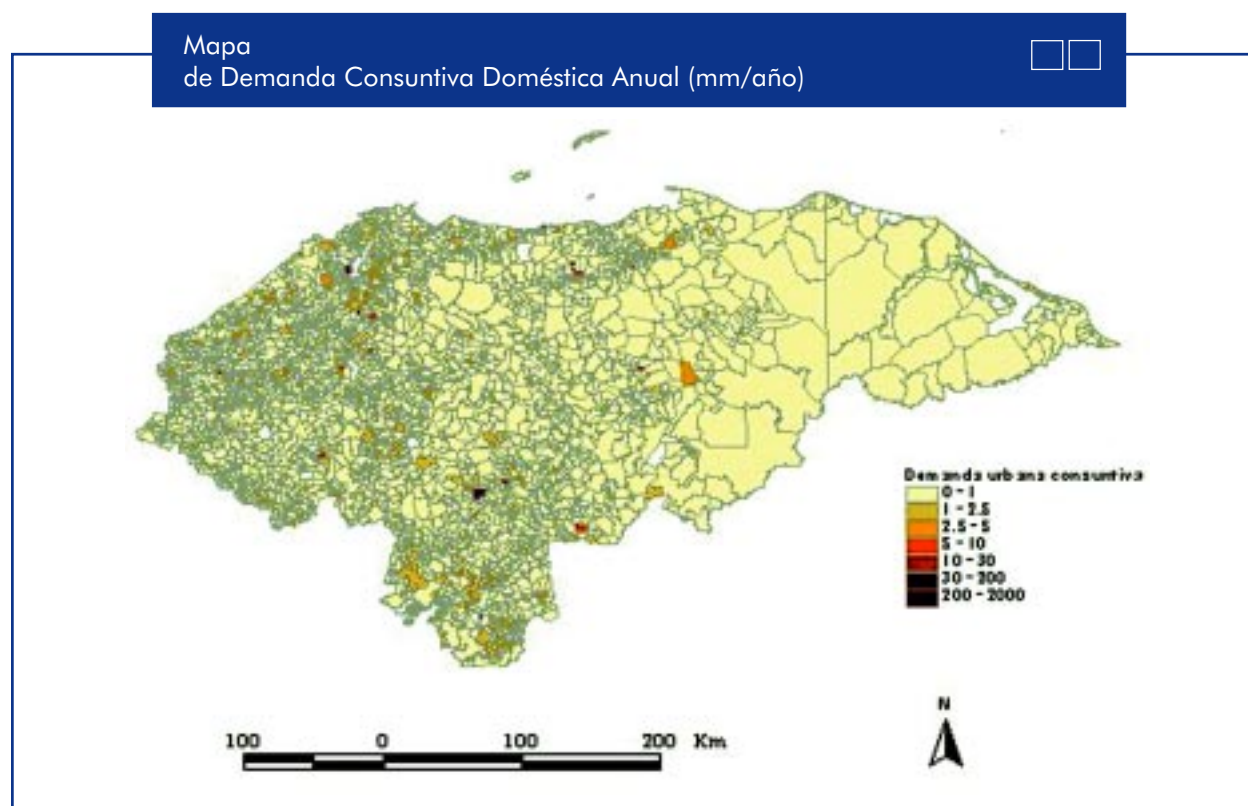 Mapa
de Demanda Consuntiva Doméstica Anual (mm/año)
Demanda urbana consuntiva
0 - 1
1 - 2.5
2.5 - 5
5 - 10
10 - 30
30 - 200
200 - 2000
N
100 0 100 200 Km